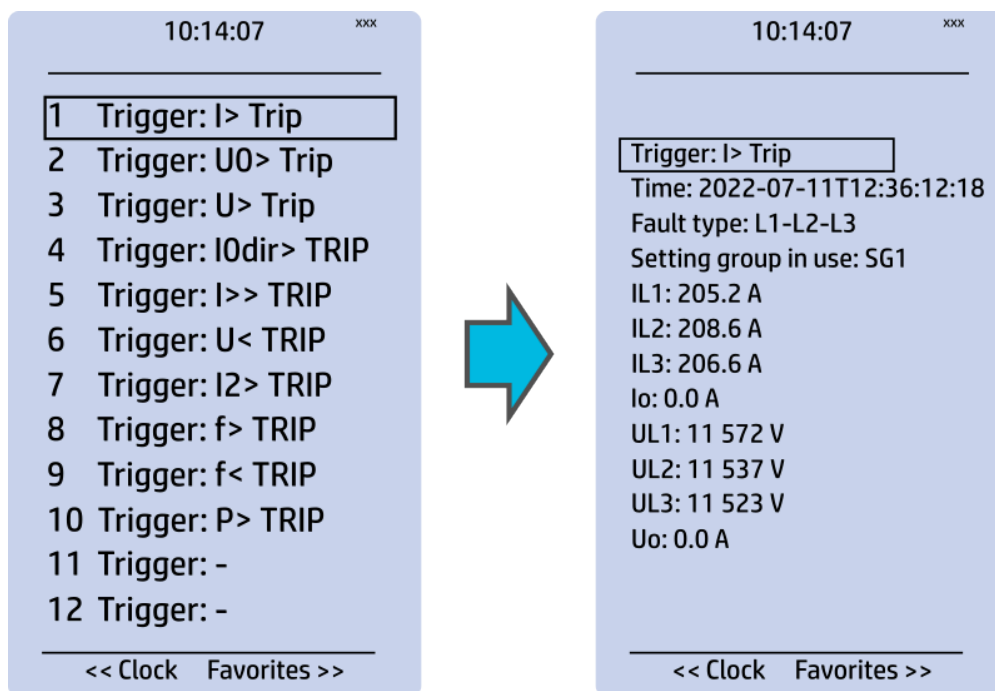 10:14:07 xxx
1 Trigger: I> Trip
2 Trigger: U0> Trip
3 Trigger: U> Trip
4 Trigger: I0dir> TRIP
5 Trigger: I>> TRIP
6 Trigger: U< TRIP
7 Trigger: I2> TRIP
8 Trigger: f> TRIP
9 Trigger: f< TRIP
10 Trigger: P> TRIP
11 Trigger: -
12 Trigger: -
<< Clock Favorites >>
10:14:07 xxx
Trigger: I> Trip
Time: 2022-07-11T12:36:12:18
Fault type: L1-L2-L3
Setting group in use: SG1
IL1: 205.2 A
IL2: 208.6 A
IL3: 206.6 A
Io: 0.0 A
UL1: 11 572 V
UL2: 11 537 V
UL3: 11 523 V
Uo: 0.0 A
<< Clock Favorites >>